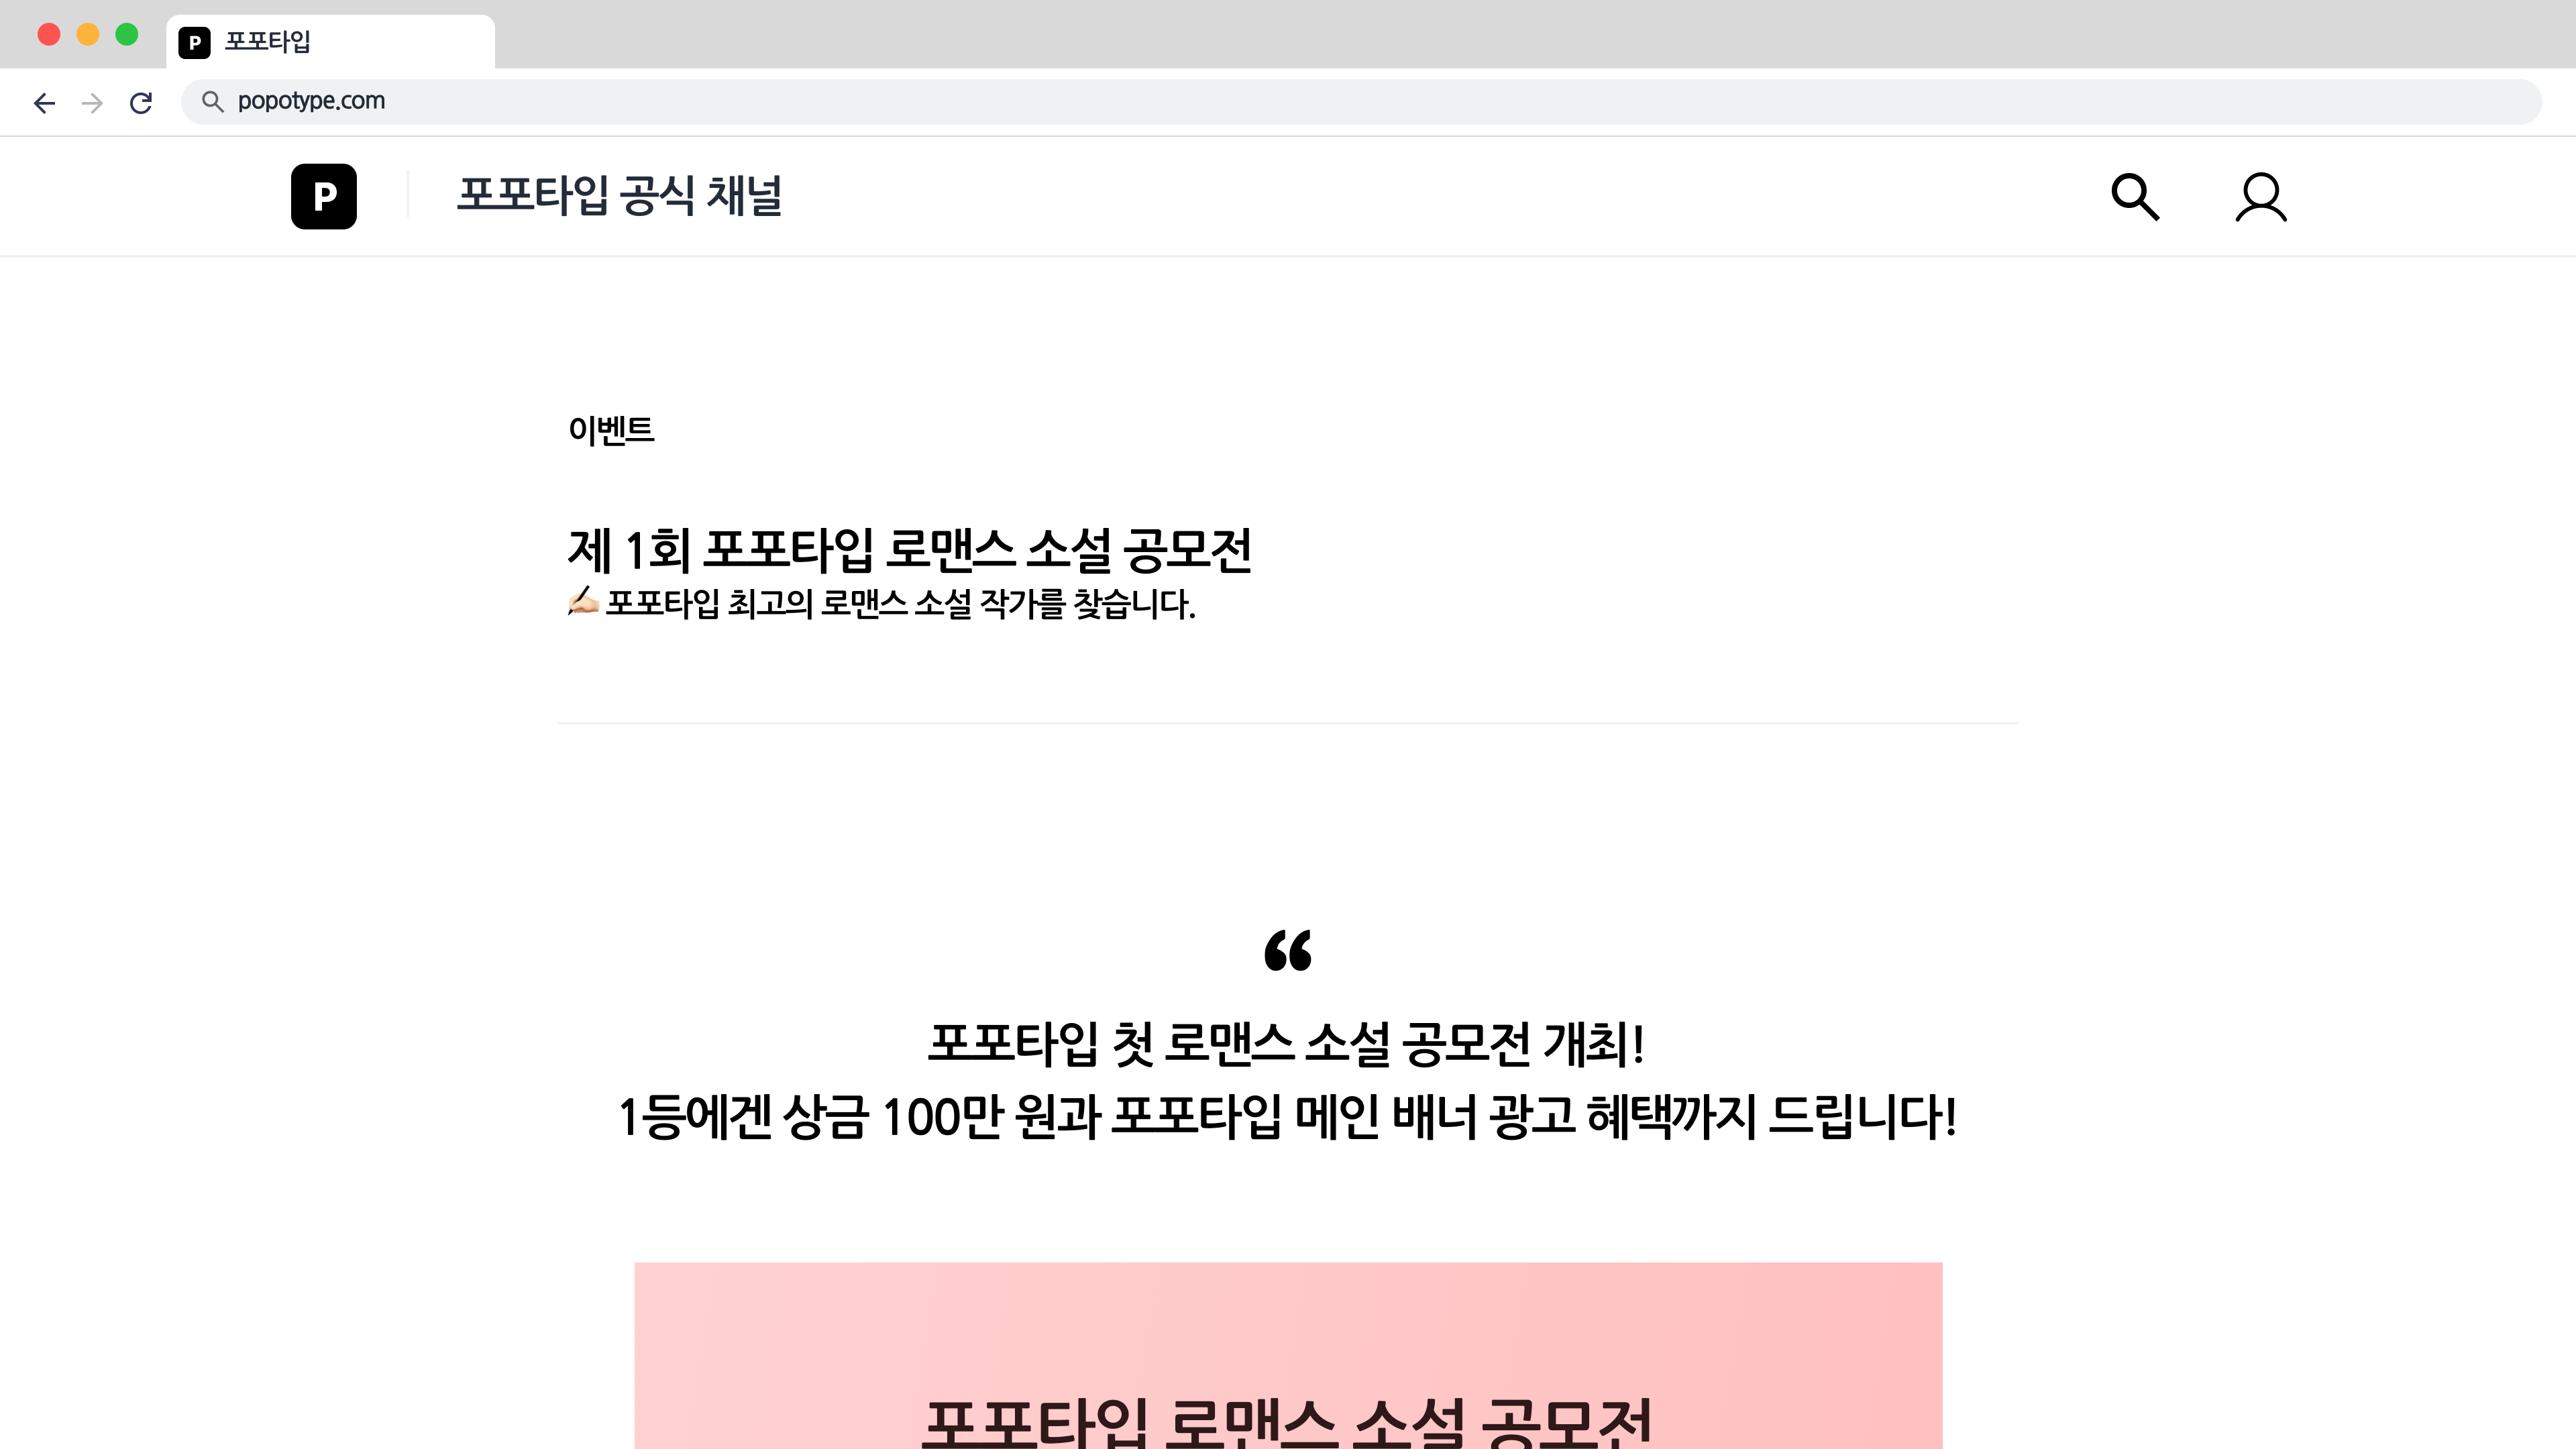 P 포포타입
popotype.com
P 포포타입 공식 채널
이벤트
제 1회 포포타입 로맨스 소설 공모전
✍🏻 포포타입 최고의 로맨스 소설 작가를 찾습니다.
“
포포타입 첫 로맨스 소설 공모전 개최!
1등에겐 상금 100만 원과 포포타입 메인 배너 광고 혜택까지 드립니다!
포포타입 로맨스 소설 공모전